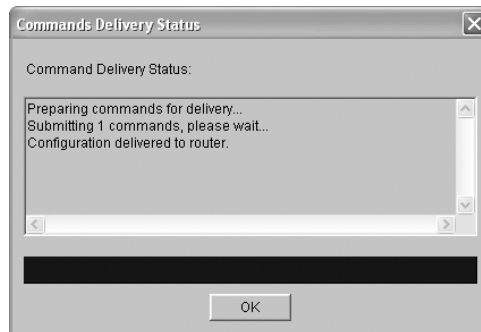 Commands Delivery Status
Command Delivery Status:
Preparing commands for delivery...
Submitting 1 commands, please wait...
Configuration delivered to router.
OK